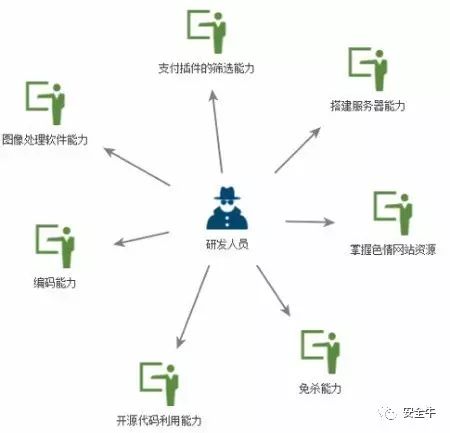 支付插件的筛选能力
搭建服务器能力
图像处理软件能力
研发人员
掌握色情网站资源
编码能力
免杀能力
开源代码利用能力
安全牛